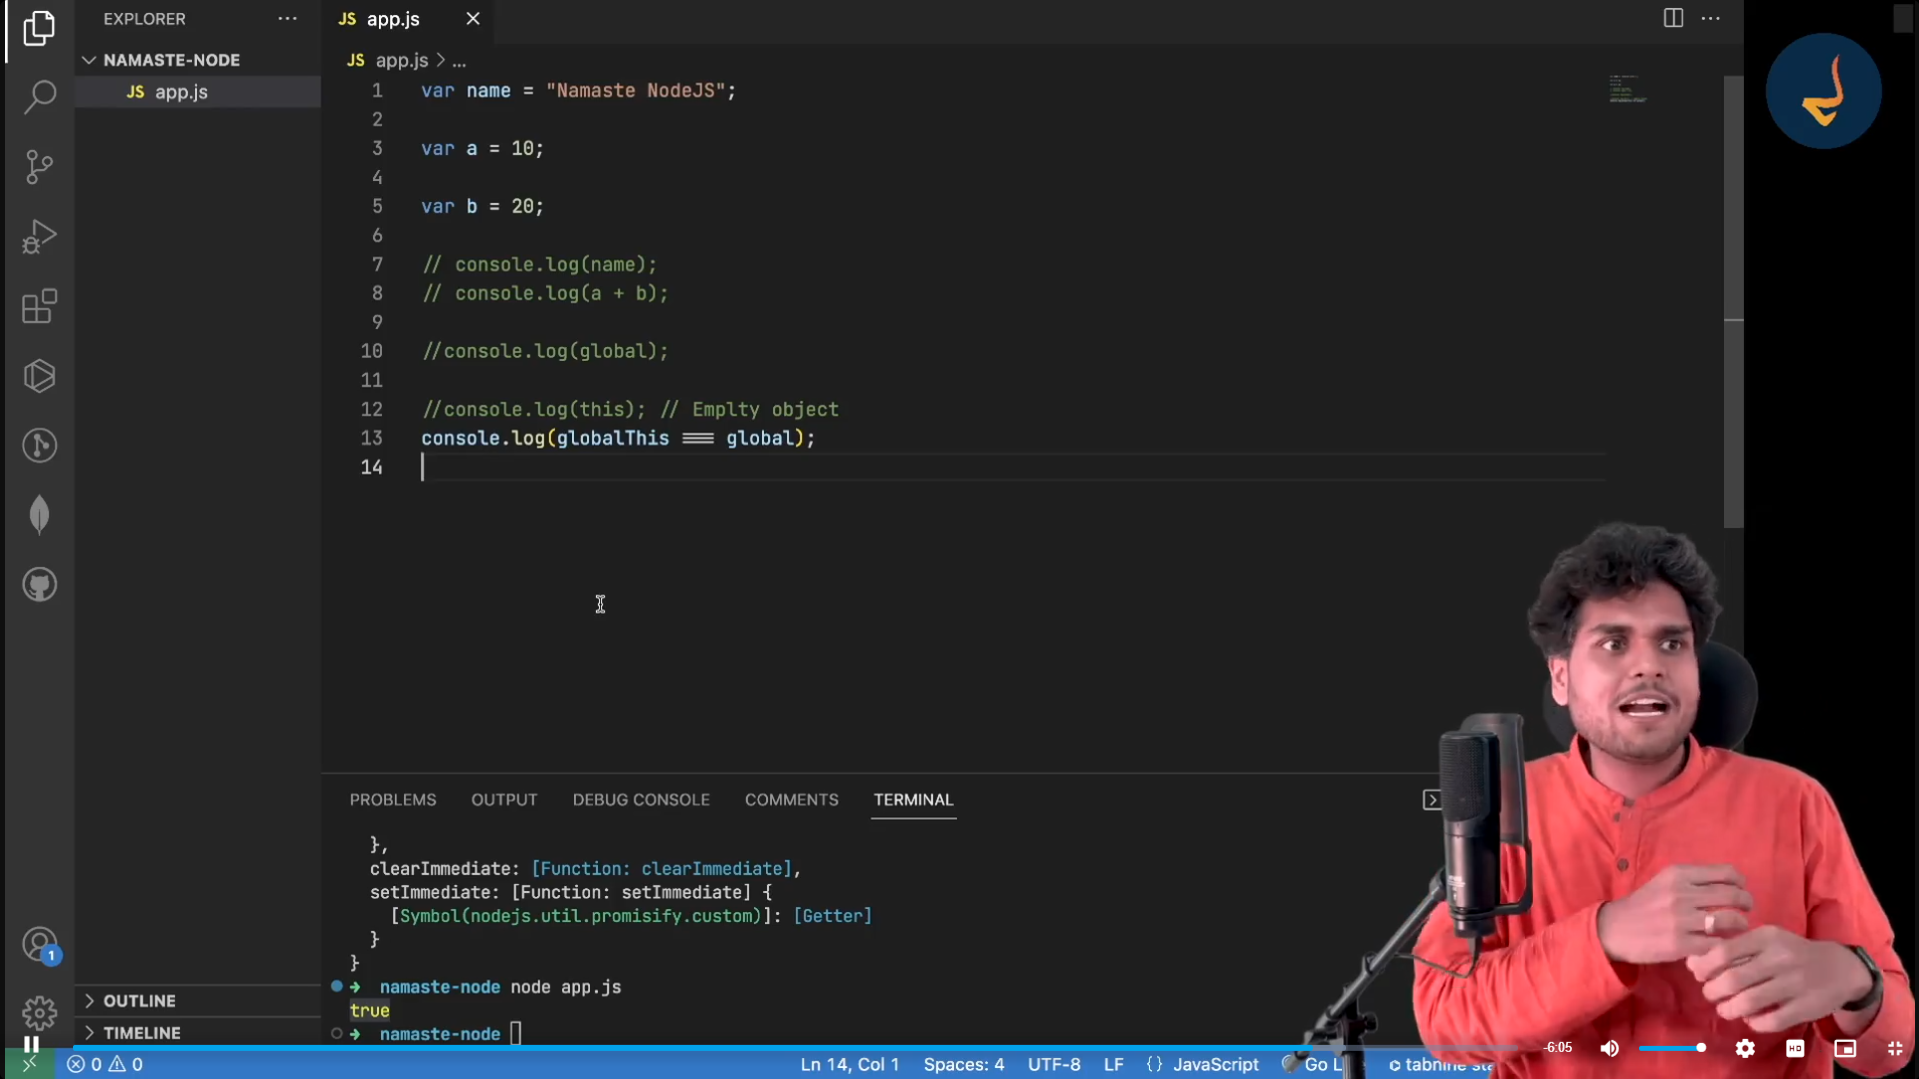 EXPLORER
NAMASTE-NODE
JS app.js
OUTLINE
TIMELINE
1
JS app.js
JS app.js > ...
1 var name = "Namaste NodeJS";
2
3 var a = 10;
4
5 var b = 20;
6
7 // console.log(name);
8 // console.log(a + b);
9
10 //console.log(global);
11
12 //console.log(this); // Emplty object
13 console.log(globalThis === global);
14
PROBLEMS OUTPUT DEBUG CONSOLE COMMENTS TERMINAL
},
clearImmediate: [Function: clearImmediate],
setImmediate: [Function: setImmediate] {
[Symbol(nodejs.util.promisify.custom)]: [Getter]
}
}
➜ namaste-node node app.js
true
➜ namaste-node
-6:05
HD
0 0 Ln 14, Col 1 Spaces: 4 UTF-8 LF {} JavaScript Go L tabnine sta